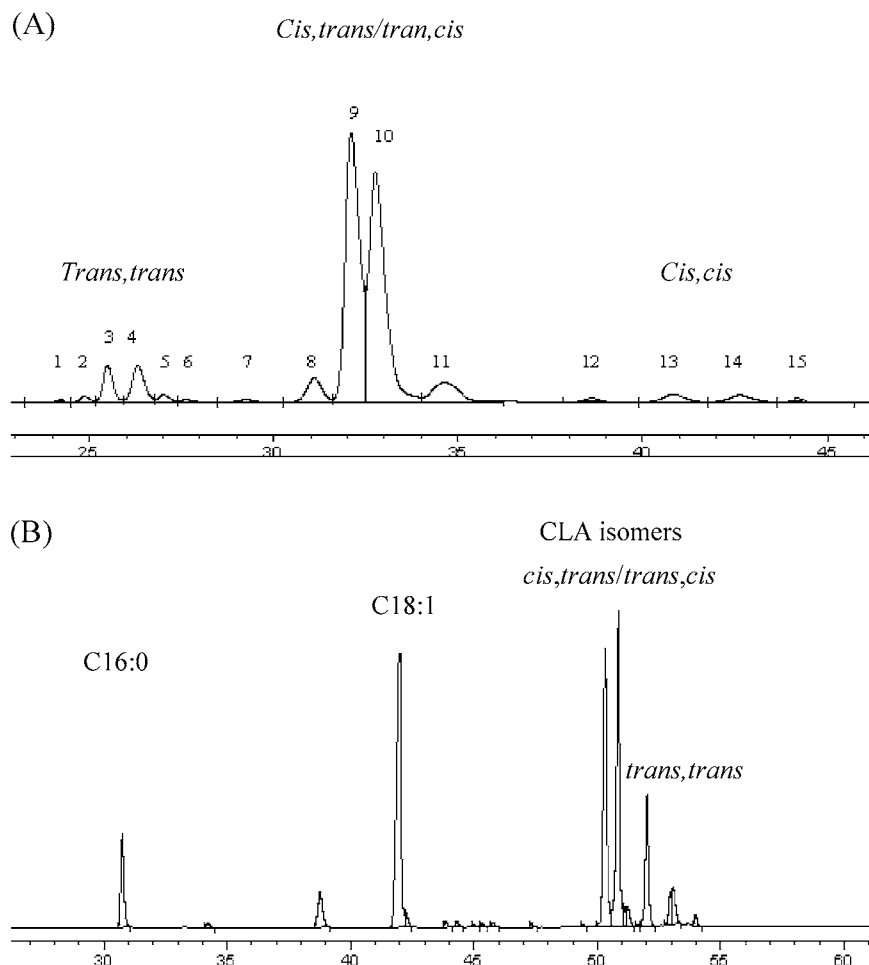 (A)
Cis,trans/tran,cis
9
10
Trans,trans
Cis,cis
3 4
1 2 5 6 7 8 11 12 13 14 15
25 30 35 40 45
(B)
CLA isomers
cis,trans/trans,cis
C18:1
C16:0
trans,trans
30 35 40 45 50 55 60